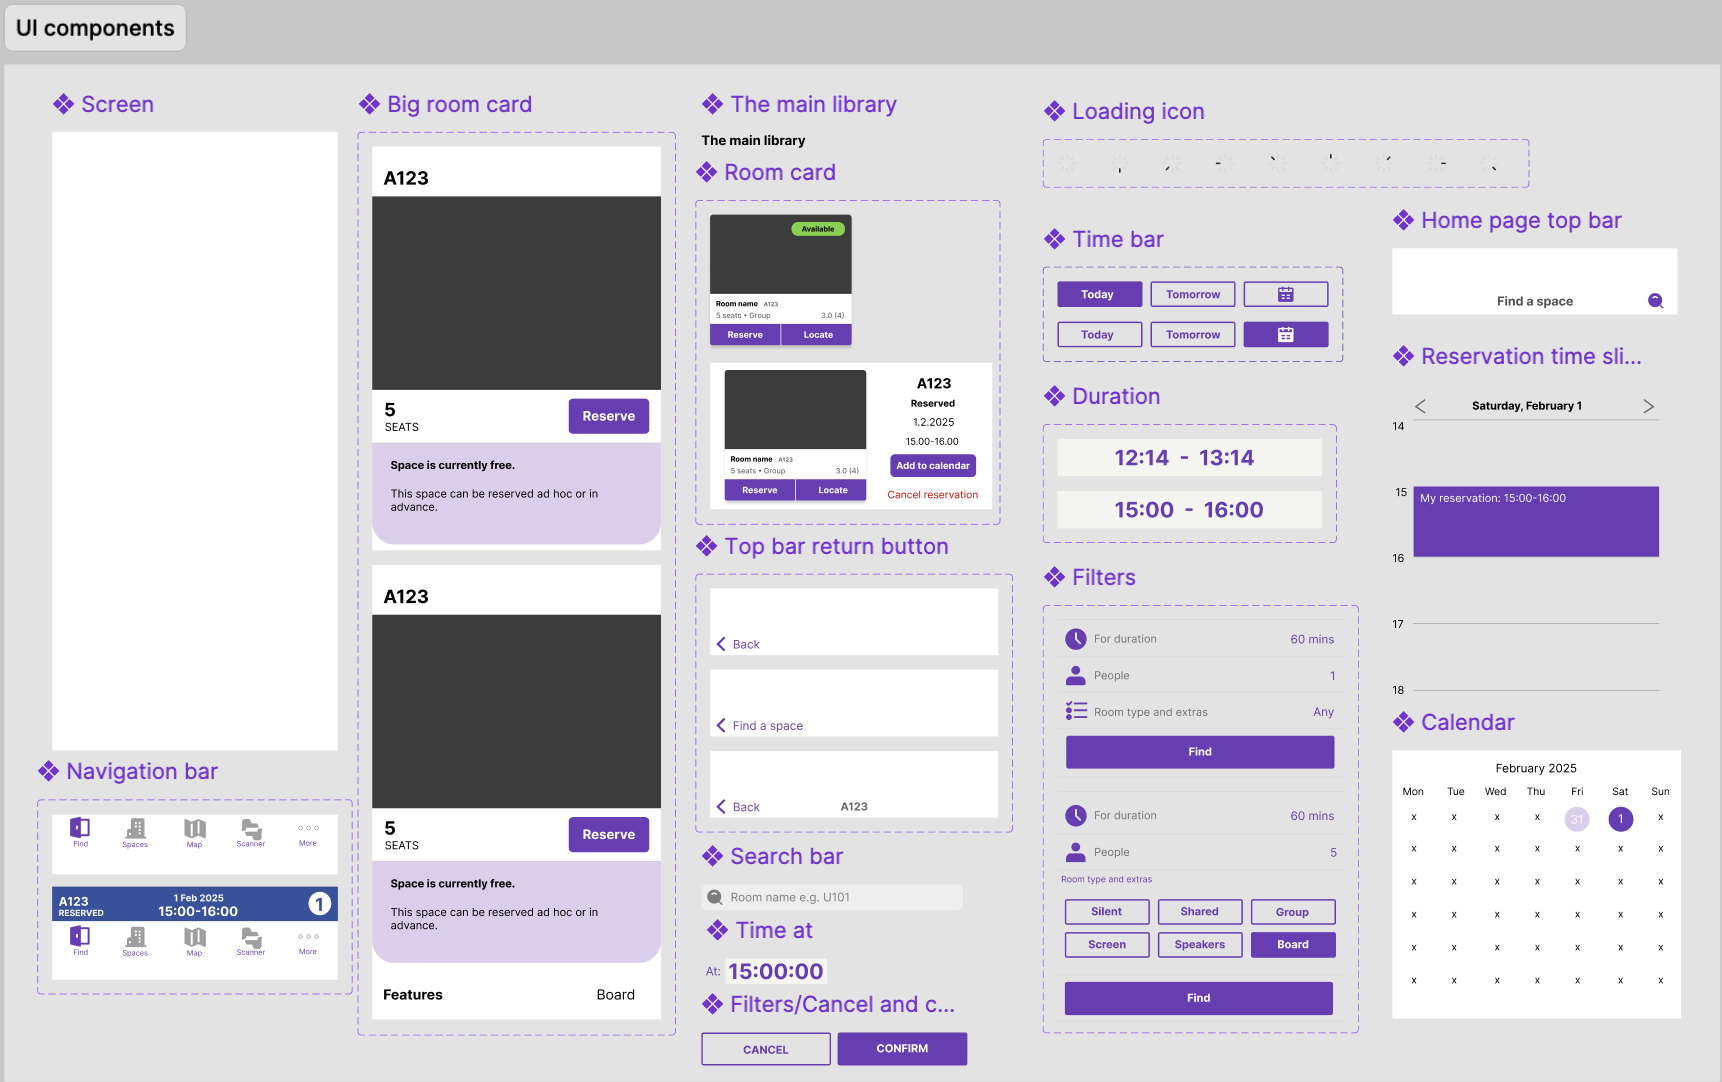 UI components
Screen
Navigation bar
Find
Spaces
Map
Scanner
More
A123
RESERVED
1 Feb 2025
15:00-16:00
1
Find
Spaces
Map
Scanner
More
Big room card
A123
5
SEATS
Reserve
Space is currently free.
This space can be reserved ad hoc or in
advance.
A123
5
SEATS
Reserve
Space is currently free.
This space can be reserved ad hoc or in
advance.
Features Board
The main library
The main library
Room card
Available
Room name A123
5 seats • Group 3.0 (4)
Reserve Locate
Room name A123
5 seats • Group 3.0 (4)
Reserve Locate
A123
Reserved
1.2.2025
15.00-16.00
Add to calendar
Cancel reservation
Top bar return button
Back
Find a space
Back A123
Search bar
Room name e.g. U101
Time at
At: 15:00:00
Filters/Cancel and c...
CANCEL CONFIRM
Loading icon
Time bar
Today Tomorrow
Today Tomorrow
Duration
12:14 - 13:14
15:00 - 16:00
Filters
For duration 60 mins
People 1
Room type and extras Any
Find
For duration 60 mins
People 5
Room type and extras
Silent Shared Group
Screen Speakers Board
Find
Home page top bar
Find a space
Reservation time sli...
Saturday, February 1
14
15
My reservation: 15:00-16:00
16
17
18
Calendar
February 2025
Mon Tue Wed Thu Fri Sat Sun
x x x x 31 1 x
x x x x x x x
x x x x x x x
x x x x x x x
x x x x x x x
x x x x x x x